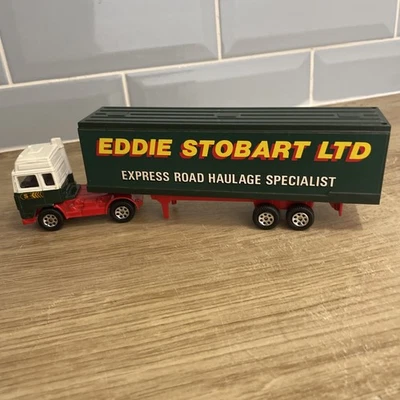 EDDIE STOBART LTD
EXPRESS ROAD HAULAGE SPECIALIST